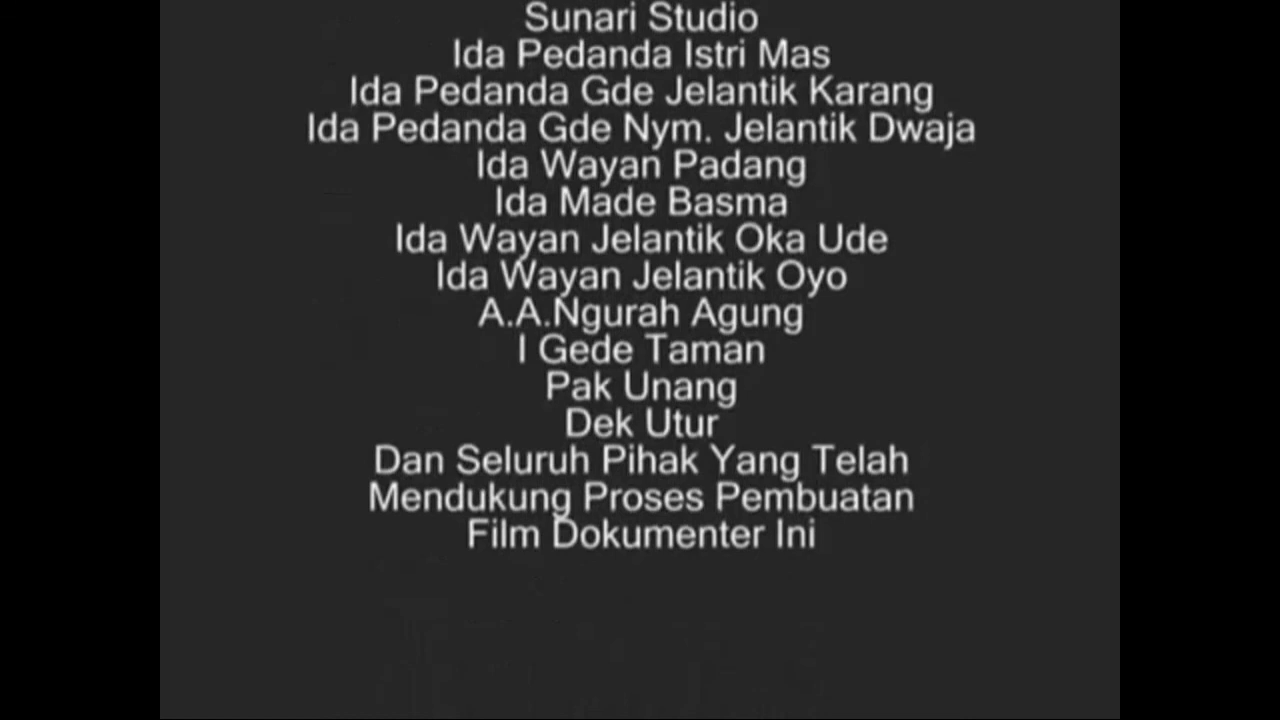 Sunari Studio
Ida Pedanda Istri Mas
Ida Pedanda Gde Jelantik Karang
Ida Pedanda Gde Nym. Jelantik Dwaja
Ida Wayan Padang
Ida Made Basma
Ida Wayan Jelantik Oka Ude
Ida Wayan Jelantik Oyo
A.A.Ngurah Agung
I Gede Taman
Pak Unang
Dek Utur
Dan Seluruh Pihak Yang Telah
Mendukung Proses Pembuatan
Film Dokumenter Ini